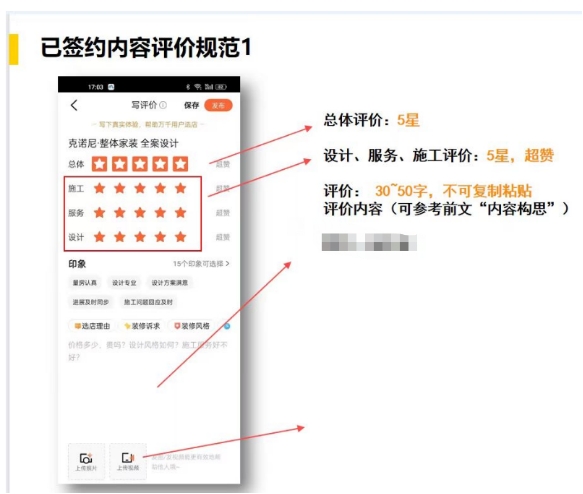 已签约内容评价规范1
17:03
写评价
保存
发布
写下真实体验,帮助万千用户选店
克诺尼·整体家装 全案设计
总体
超赞
施工
超赞
服务
超赞
设计
超赞
印象
15个印象可选择 >
量房认真
设计专业
设计方案满意
进展及时同步
施工问题回应及时
选店理由
装修诉求
装修风格
价格多少,贵吗?设计风格如何?施工
好不
好?
上传照片
上传视频
总体评价:5星
设计、服务、施工评价:5星,超赞
评价: 30~50字,不可复制粘贴
评价内容(可参考前文“内容构思”)